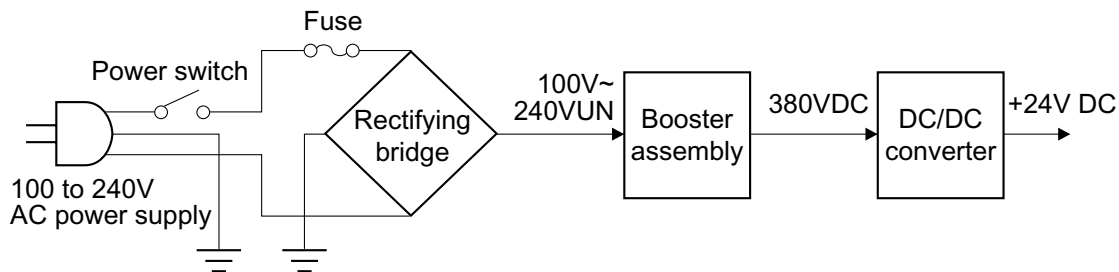 Fuse
Power switch
100 to 240V
AC power supply
Rectifying
bridge
100V~
240VUN
Booster
assembly
380VDC
DC/DC
converter
+24V DC